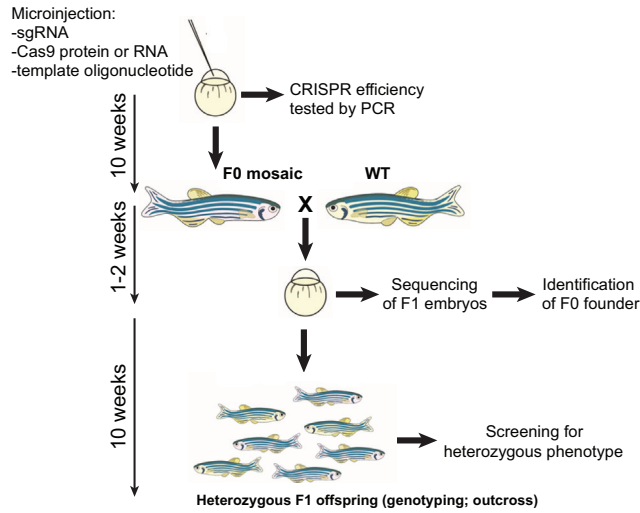 Microinjection:
-sgRNA
-Cas9 protein or RNA
-template oligonucleotide
CRISPR efficiency
tested by PCR
10 weeks
F0 mosaic
WT
X
1-2 weeks
Sequencing
of F1 embryos
Identification
of F0 founder
10 weeks
Screening for
heterozygous phenotype
Heterozygous F1 offspring (genotyping; outcross)